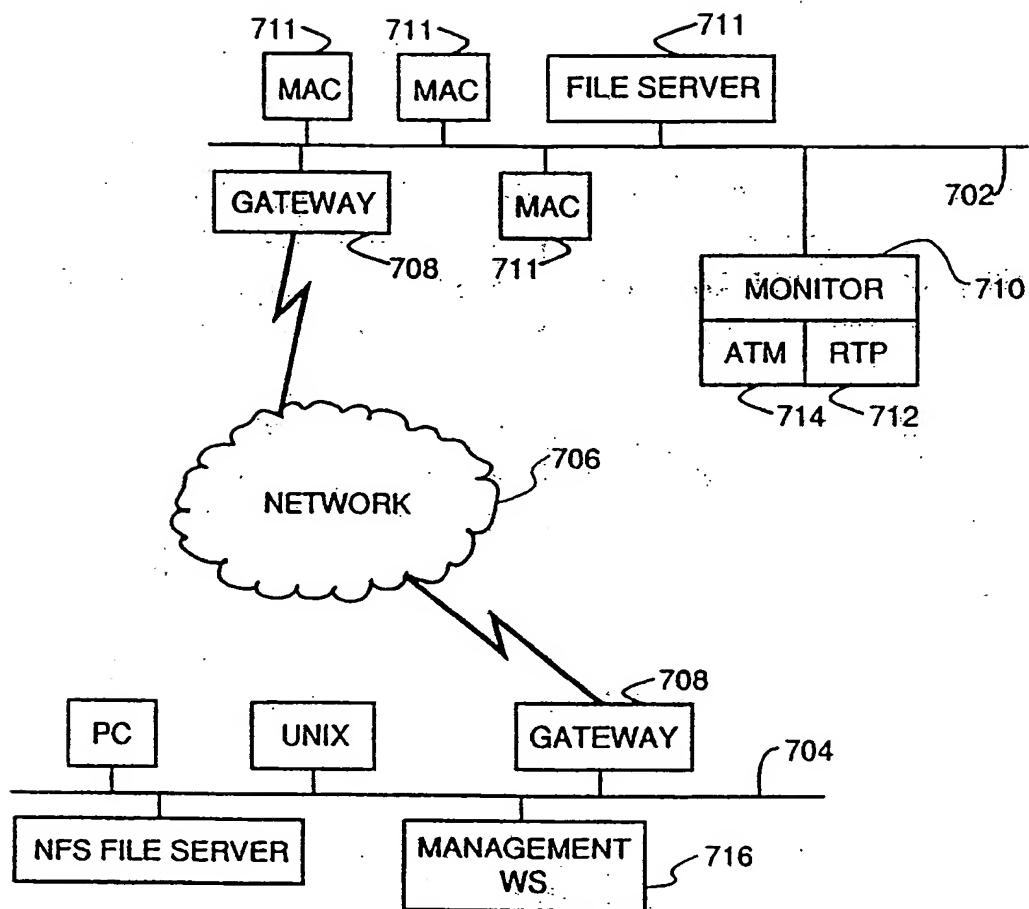 711 711 711
MAC MAC FILE SERVER
GATEWAY MAC 702
708 711
MONITOR 710
ATM RTP
714 712
706
NETWORK
708
PC UNIX GATEWAY
704
NFS FILE SERVER MANAGEMENT
WS 716